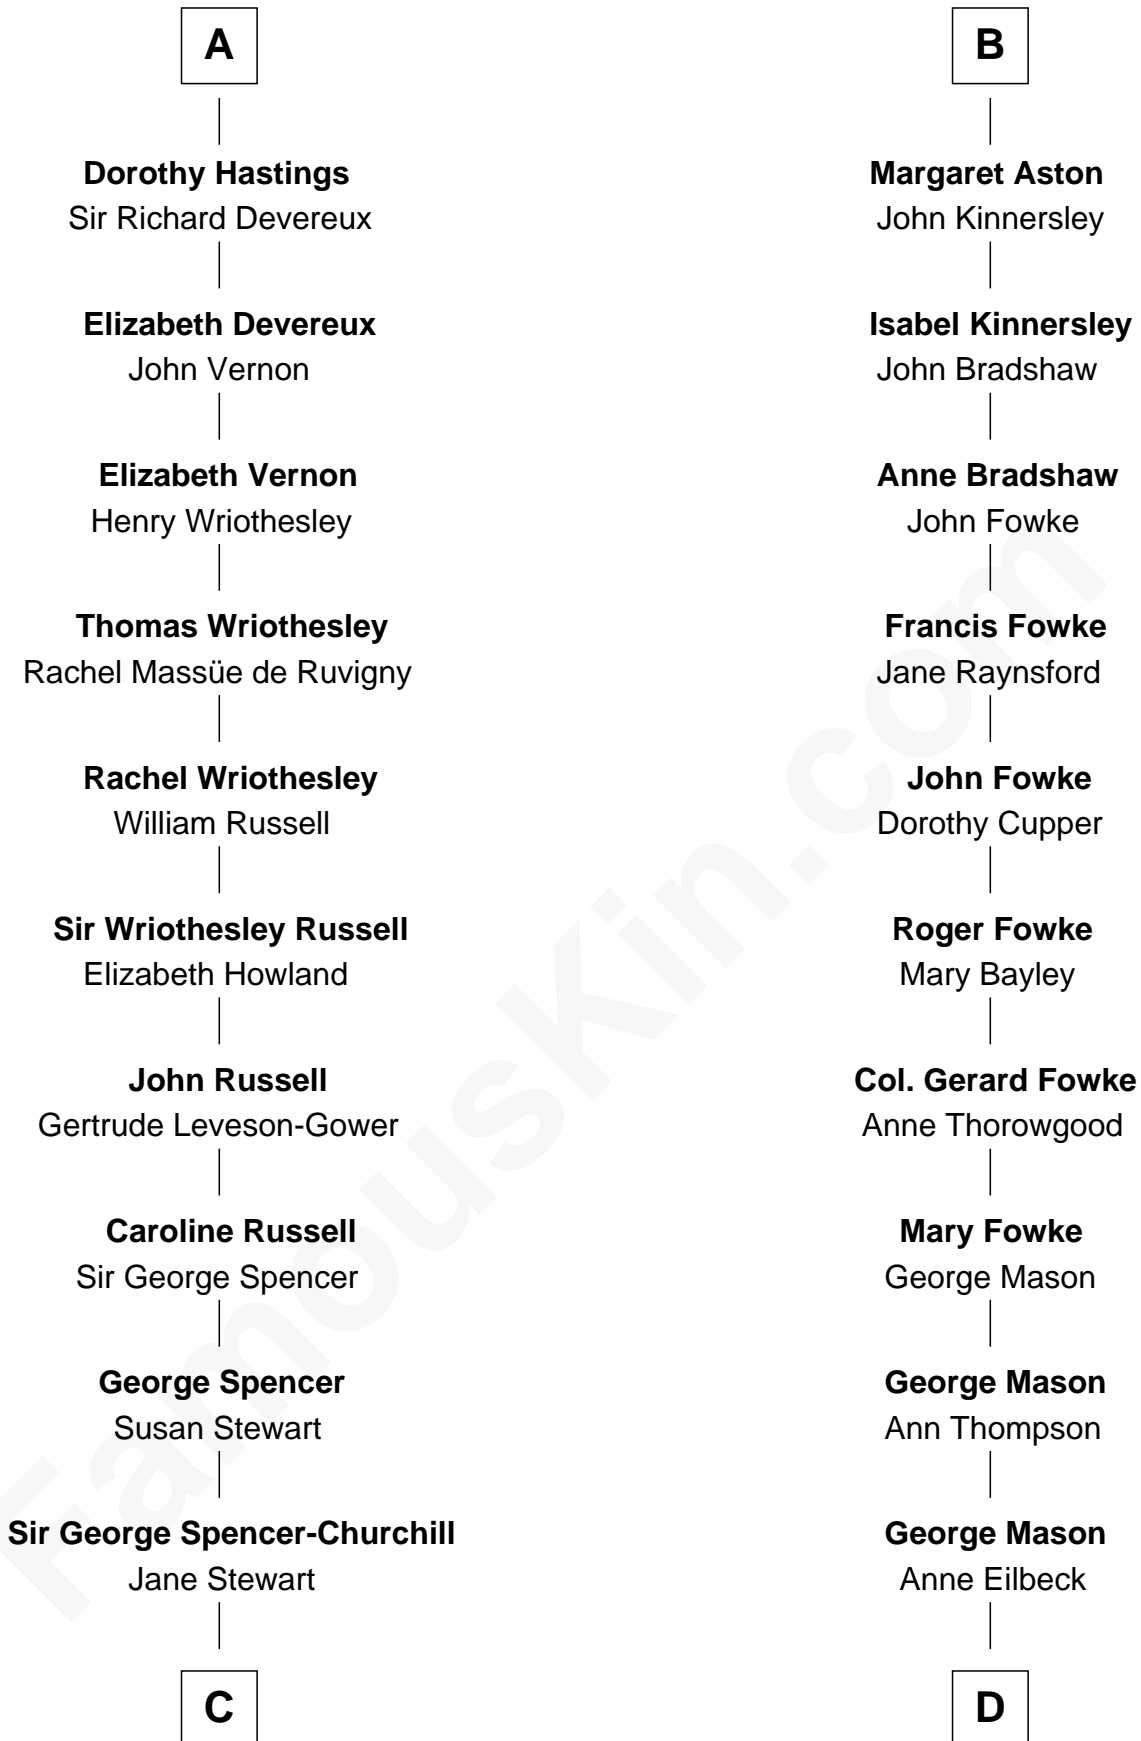 A
Dorothy Hastings
Sir Richard Devereux
Elizabeth Devereux
John Vernon
Elizabeth Vernon
Henry Wriothesley
Thomas Wriothesley
Rachel Massüe de Ruvigny
Rachel Wriothesley
William Russell
Sir Wriothesley Russell
Elizabeth Howland
John Russell
Gertrude Leveson-Gower
Caroline Russell
Sir George Spencer
George Spencer
Susan Stewart
Sir George Spencer-Churchill
Jane Stewart
C
B
Margaret Aston
John Kinnersley
Isabel Kinnersley
John Bradshaw
Anne Bradshaw
John Fowke
Francis Fowke
Jane Raynsford
John Fowke
Dorothy Cupper
Roger Fowke
Mary Bayley
Col. Gerard Fowke
Anne Thorowgood
Mary Fowke
George Mason
George Mason
Ann Thompson
George Mason
Anne Eilbeck
D
FamousKin.com